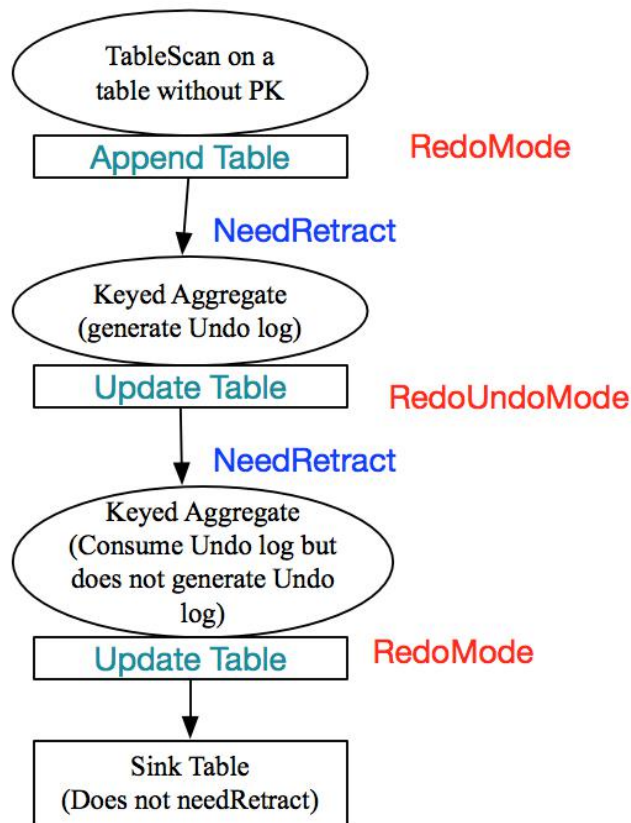 TableScan on a
table without PK
Append Table
RedoMode
NeedRetract
Keyed Aggregate
(generate Undo log)
Update Table
RedoUndoMode
NeedRetract
Keyed Aggregate
(Consume Undo log but
does not generate Undo
log)
Update Table
RedoMode
Sink Table
(Does not needRetract)